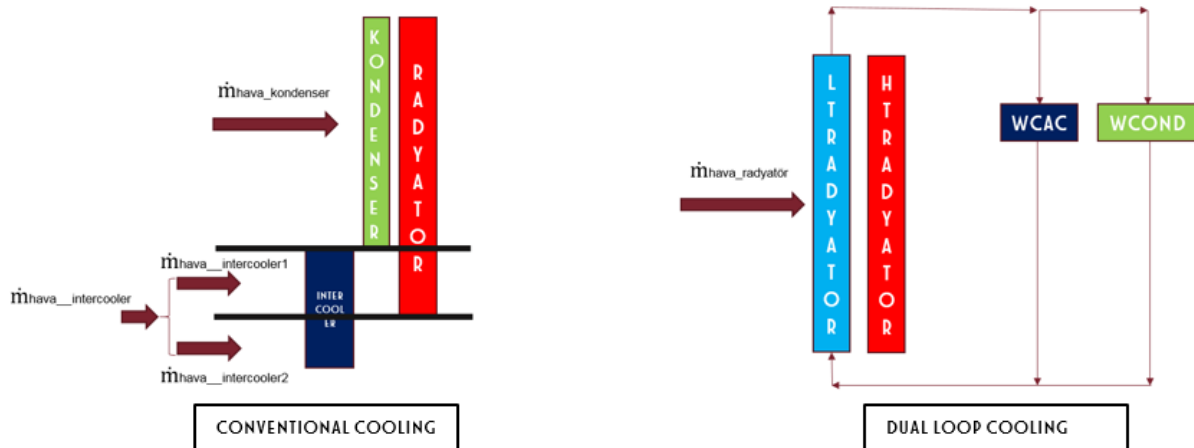 KONDENSER
RADYATOR
ṁhava_kondenser
ṁhava__intercooler1
ṁhava__intercooler
ṁhava__intercooler2
INTER
COOL
ER
CONVENTIONAL COOLING
LTRADYATOR
HTRADYATOR
WCAC
WCOND
ṁhava_radyatör
DUAL LOOP COOLING